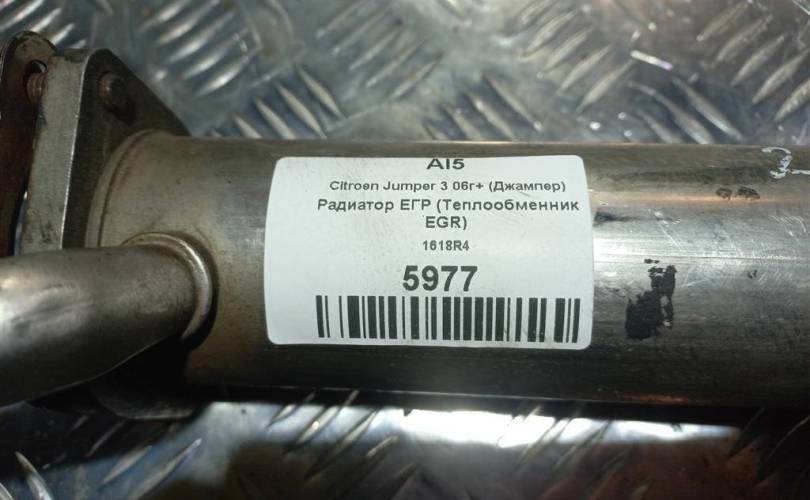 AI5
Citroen Jumper 3 06г+ (Джампер)
Радиатор ЕГР (Теплообменник
EGR)
1618R4
5977